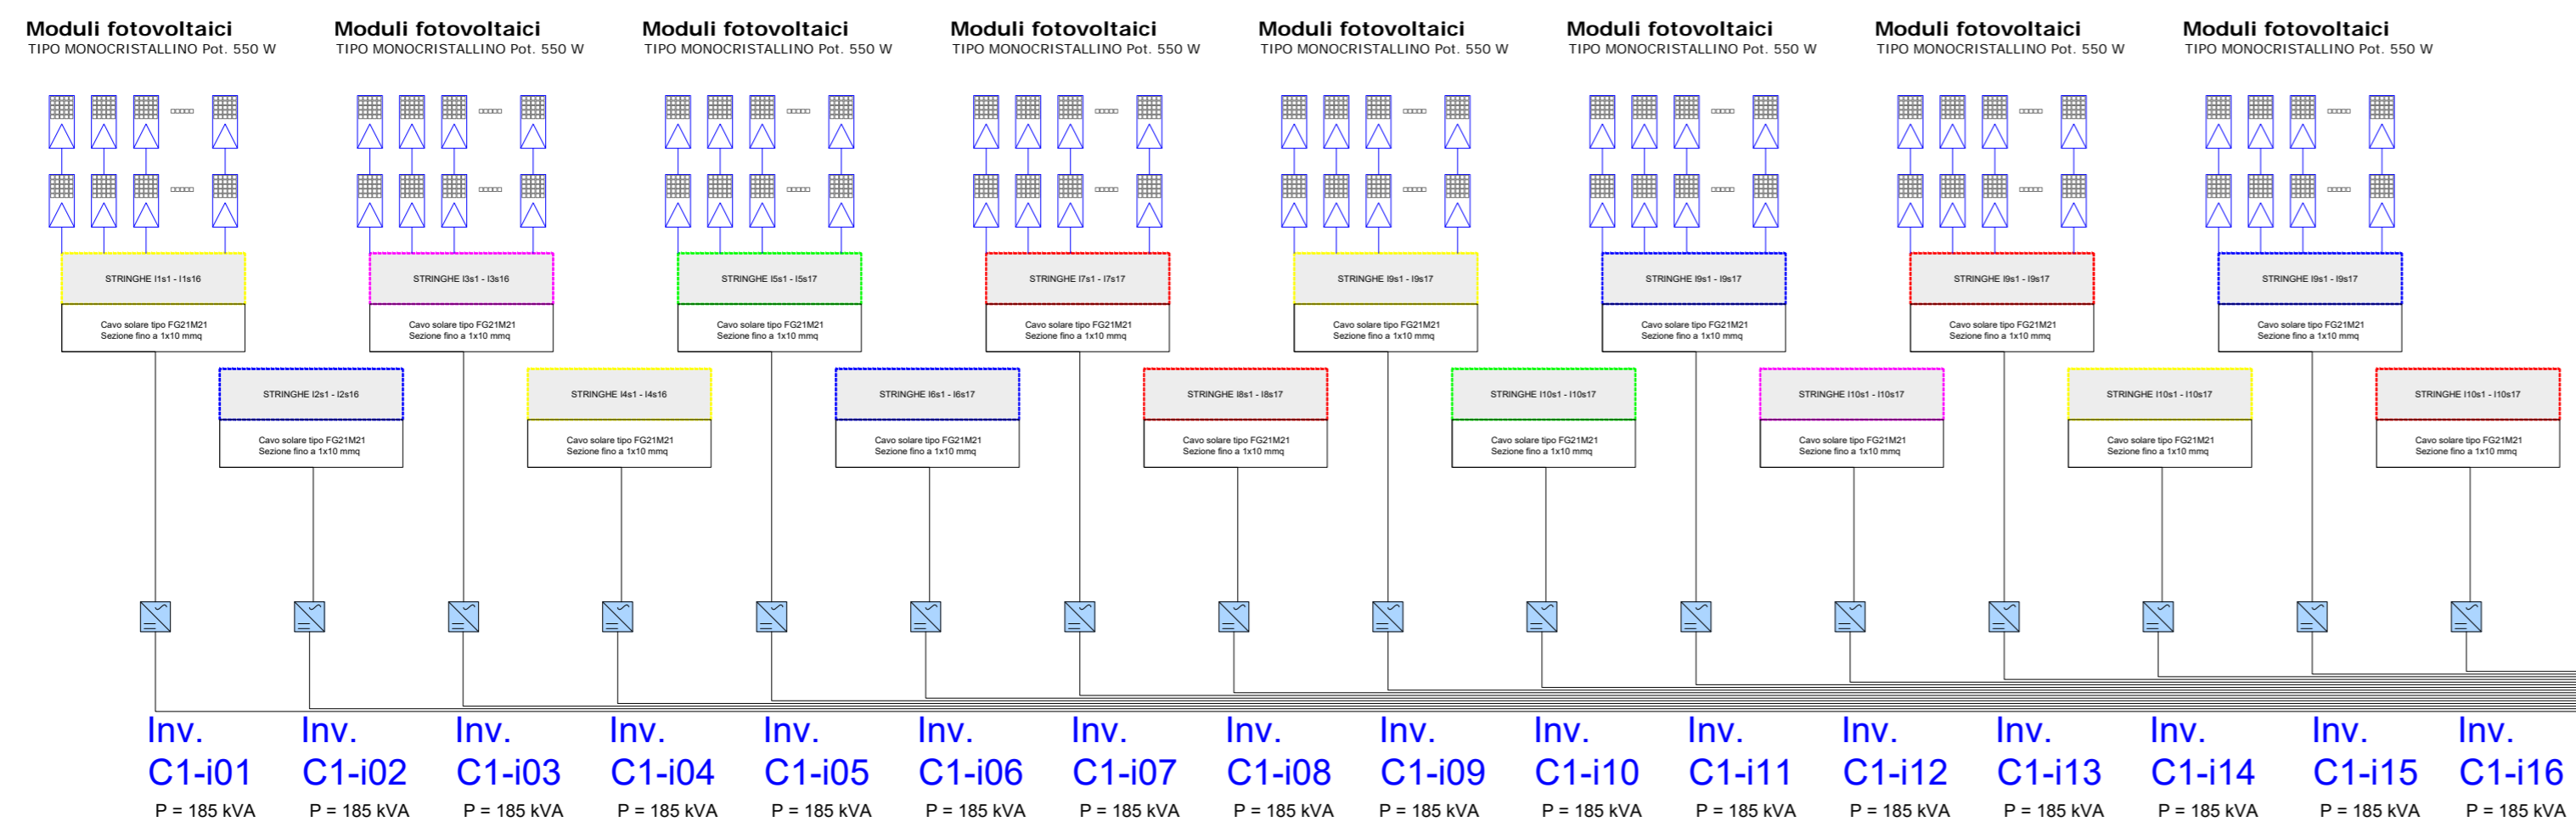 Moduli fotovoltaici
TIPO MONOCRISTALLINO Pot. 550 W
Moduli fotovoltaici
TIPO MONOCRISTALLINO Pot. 550 W
Moduli fotovoltaici
TIPO MONOCRISTALLINO Pot. 550 W
Moduli fotovoltaici
TIPO MONOCRISTALLINO Pot. 550 W
Moduli fotovoltaici
TIPO MONOCRISTALLINO Pot. 550 W
Moduli fotovoltaici
TIPO MONOCRISTALLINO Pot. 550 W
Moduli fotovoltaici
TIPO MONOCRISTALLINO Pot. 550 W
Moduli fotovoltaici
TIPO MONOCRISTALLINO Pot. 550 W
STRINGHE I1s1 - I1s16
Cavo solare tipo FG21M21
Sezione fino a 1x10 mmq
STRINGHE I3s1 - I3s16
Cavo solare tipo FG21M21
Sezione fino a 1x10 mmq
STRINGHE I5s1 - I5s17
Cavo solare tipo FG21M21
Sezione fino a 1x10 mmq
STRINGHE I7s1 - I7s17
Cavo solare tipo FG21M21
Sezione fino a 1x10 mmq
STRINGHE I9s1 - I9s17
Cavo solare tipo FG21M21
Sezione fino a 1x10 mmq
STRINGHE I9s1 - I9s17
Cavo solare tipo FG21M21
Sezione fino a 1x10 mmq
STRINGHE I9s1 - I9s17
Cavo solare tipo FG21M21
Sezione fino a 1x10 mmq
STRINGHE I9s1 - I9s17
Cavo solare tipo FG21M21
Sezione fino a 1x10 mmq
STRINGHE I2s1 - I2s16
Cavo solare tipo FG21M21
Sezione fino a 1x10 mmq
STRINGHE I4s1 - I4s16
Cavo solare tipo FG21M21
Sezione fino a 1x10 mmq
STRINGHE I6s1 - I6s17
Cavo solare tipo FG21M21
Sezione fino a 1x10 mmq
STRINGHE I8s1 - I8s17
Cavo solare tipo FG21M21
Sezione fino a 1x10 mmq
STRINGHE I10s1 - I10s17
Cavo solare tipo FG21M21
Sezione fino a 1x10 mmq
STRINGHE I10s1 - I10s17
Cavo solare tipo FG21M21
Sezione fino a 1x10 mmq
STRINGHE I10s1 - I10s17
Cavo solare tipo FG21M21
Sezione fino a 1x10 mmq
STRINGHE I10s1 - I10s17
Cavo solare tipo FG21M21
Sezione fino a 1x10 mmq
Inv.
C1-i01
P = 185 kVA
Inv.
C1-i02
P = 185 kVA
Inv.
C1-i03
P = 185 kVA
Inv.
C1-i04
P = 185 kVA
Inv.
C1-i05
P = 185 kVA
Inv.
C1-i06
P = 185 kVA
Inv.
C1-i07
P = 185 kVA
Inv.
C1-i08
P = 185 kVA
Inv.
C1-i09
P = 185 kVA
Inv.
C1-i10
P = 185 kVA
Inv.
C1-i11
P = 185 kVA
Inv.
C1-i12
P = 185 kVA
Inv.
C1-i13
P = 185 kVA
Inv.
C1-i14
P = 185 kVA
Inv.
C1-i15
P = 185 kVA
Inv.
C1-i16
P = 185 kVA